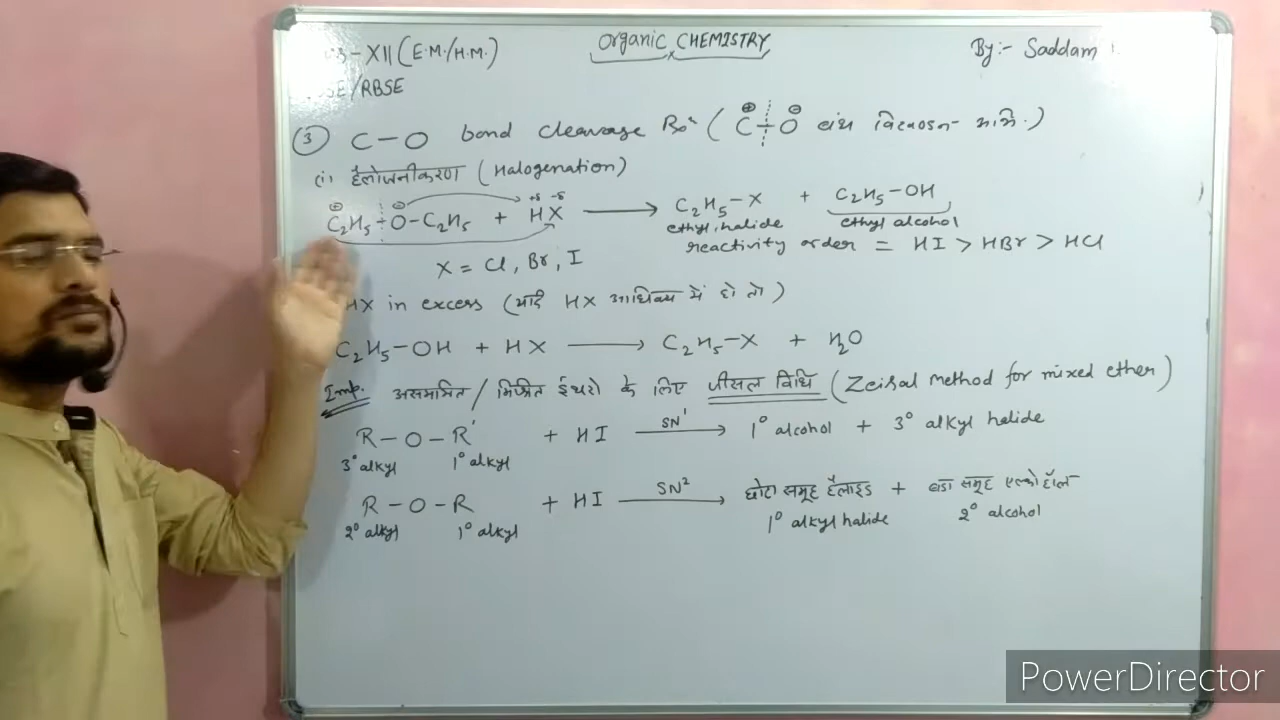 XII (E.M./H.M.)
Organic CHEMISTRY
By:- Saddam
/RBSE
③ C-O bond cleavage Rxⁿ ( C⊕ ⊖O बंध विदलन अभि.)
(i) हैलोजनीकरण (Halogenation)
C₂H₅-O-C₂H₅ + HX ⟶ C₂H₅-X + C₂H₅-OH
ethyl halide ethyl alcohol
reactivity order = HI > HBr > HCl
X = Cl, Br, I
HX in excess (यदि HX आधिक्य में हो तो)
C₂H₅-OH + HX ⟶ C₂H₅-X + H₂O
Imp. असममित/मिश्रित ईथरो के लिए जीसल विधि (Zeisal method for mixed ether)
R-O-R' + HI SN¹⟶ 1° alcohol + 3° alkyl halide
3° alkyl 1° alkyl
R-O-R + HI SN²⟶ छोटा समूह हैलाइड + बडा समूह एल्कोहॉल
2° alkyl 1° alkyl 1° alkyl halide 2° alcohol
PowerDirector